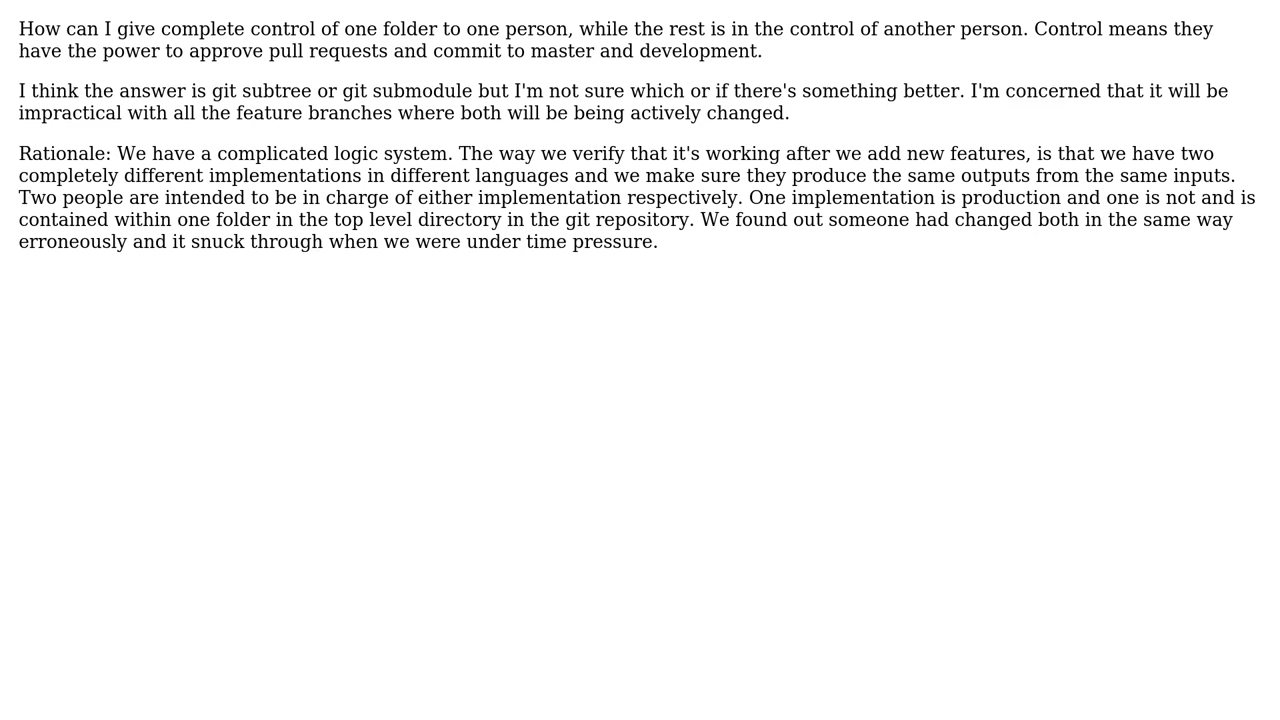 How can I give complete control of one folder to one person, while the rest is in the control of another person. Control means they
have the power to approve pull requests and commit to master and development.
I think the answer is git subtree or git submodule but I'm not sure which or if there's something better. I'm concerned that it will be
impractical with all the feature branches where both will be being actively changed.
Rationale: We have a complicated logic system. The way we verify that it's working after we add new features, is that we have two
completely different implementations in different languages and we make sure they produce the same outputs from the same inputs.
Two people are intended to be in charge of either implementation respectively. One implementation is production and one is not and is
contained within one folder in the top level directory in the git repository. We found out someone had changed both in the same way
erroneously and it snuck through when we were under time pressure.